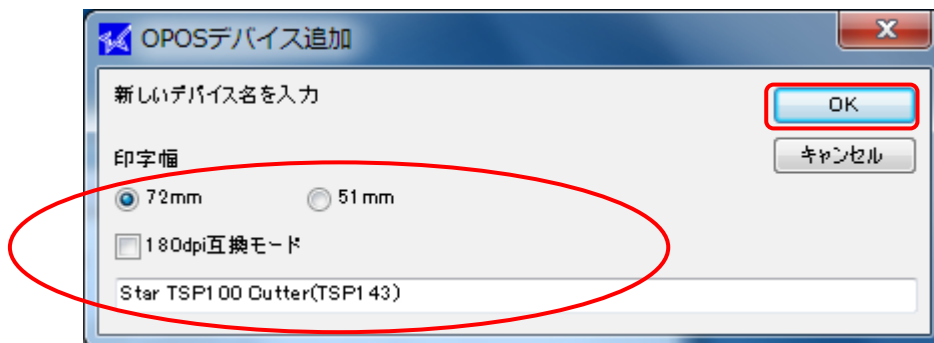 OPOSデバイス追加
新しいデバイス名を入力
OK
印字幅
キャンセル
72mm
51mm
180dpi互換モード
Star TSP100 Cutter(TSP143)